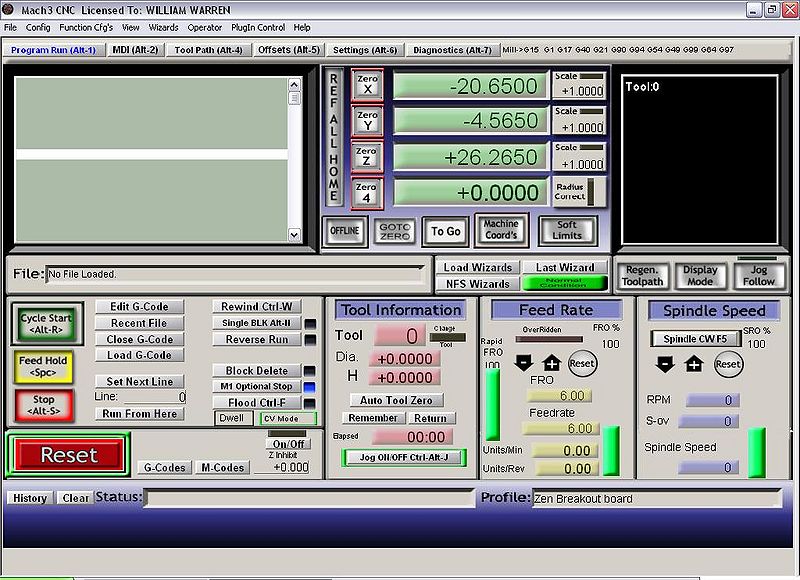 Mach3 CNC Licensed To: WILLIAM WARREN
File Config Function Cfg's View Wizards Operator PlugIn Control Help
Program Run (Alt-1) MDI (Alt-2) Tool Path (Alt-4) Offsets (Alt-5) Settings (Alt-6) Diagnostics (Alt-7) Mill->G15 G1 G17 G40 G21 G90 G94 G54 G49 G99 G64 G97
REF ALL HOME
Zero X -20.6500 Scale +1.0000
Zero Y -4.5650 Scale +1.0000
Zero Z +26.2650 Scale +1.0000
Zero 4 +0.0000 Radius Correct
OFFLINE GOTO ZERO To Go Machine Coord's Soft Limits
Tool:0
File: No File Loaded.
Load Wizards Last Wizard
NFS Wizards Normal Condition
Regen. Toolpath Display Mode Jog Follow
Cycle Start <Alt-R>
Feed Hold <Spc>
Stop <Alt-S>
Edit G-Code
Recent File
Close G-Code
Load G-Code
Set Next Line
Line: 0
Run From Here
Rewind Ctrl-W
Single BLK Alt-N
Reverse Run
Block Delete
M1 Optional Stop
Flood Ctrl-F
Dwell CV Mode
Reset
G-Codes M-Codes
On/Off
Z Inhibit
+0.000
Tool Information
Tool 0 Change Tool
Dia. +0.0000
H +0.0000
Auto Tool Zero
Remember Return
Elapsed 00:00
Jog ON/OFF Ctrl-Alt-J
Feed Rate
OverRidden FRO %
100
Rapid FRO
100
Reset
FRO
6.00
Feedrate
6.00
Units/Min 0.00
Units/Rev 0.00
Spindle Speed
Spindle CW F5 SRO %
100
Reset
RPM 0
S-ov 0
Spindle Speed
0
History Clear Status: Profile: Zen Breakout board